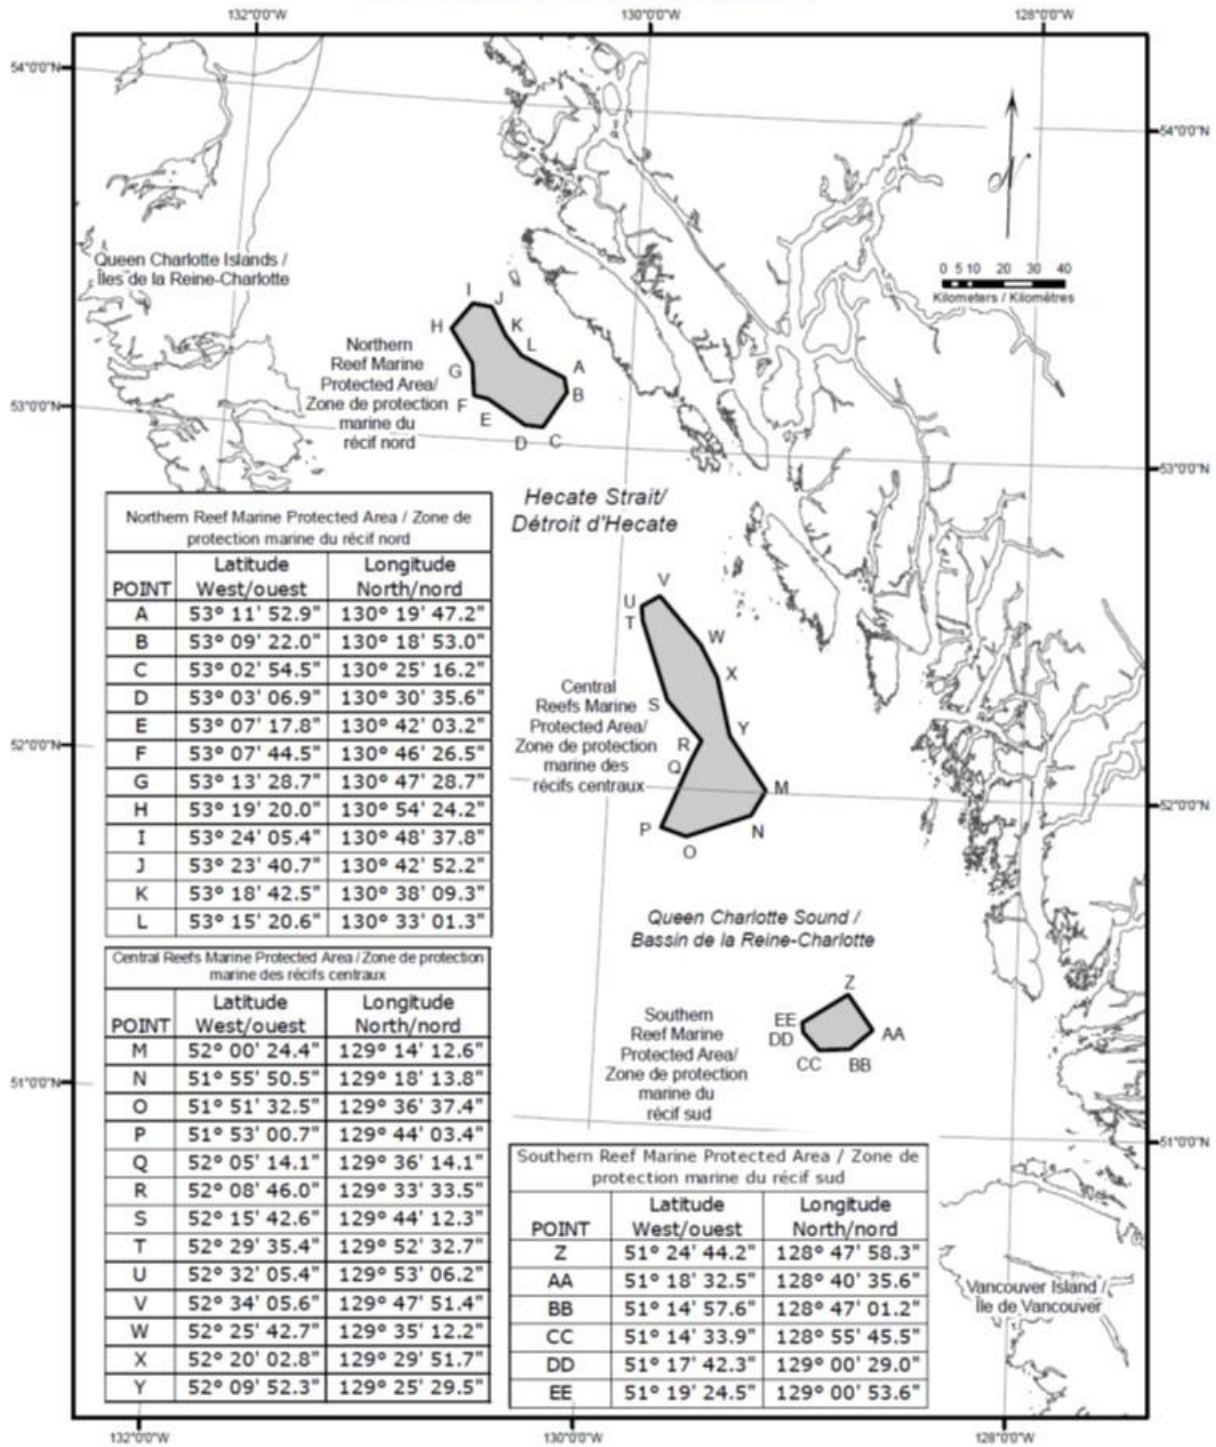 132°0'0"W 130°0'0"W 128°0'0"W
54°0'0"N
54°0'0"N
Queen Charlotte Islands /
Îles de la Reine-Charlotte
0 5 10 20 30 40
Kilometers / Kilomètres
I J
H K
L
G A
B
F
E
D C
Northern
Reef Marine
Protected Area/
Zone de protection
marine du
récif nord
53°0'0"N
53°0'0"N
Hecate Strait/
Détroit d'Hecate
Northern Reef Marine Protected Area / Zone de
protection marine du récif nord
POINT Latitude West/ouest Longitude North/nord
A 53° 11' 52.9" 130° 19' 47.2"
B 53° 09' 22.0" 130° 18' 53.0"
C 53° 02' 54.5" 130° 25' 16.2"
D 53° 03' 06.9" 130° 30' 35.6"
E 53° 07' 17.8" 130° 42' 03.2"
F 53° 07' 44.5" 130° 46' 26.5"
G 53° 13' 28.7" 130° 47' 28.7"
H 53° 19' 20.0" 130° 54' 24.2"
I 53° 24' 05.4" 130° 48' 37.8"
J 53° 23' 40.7" 130° 42' 52.2"
K 53° 18' 42.5" 130° 38' 09.3"
L 53° 15' 20.6" 130° 33' 01.3"
V
U
T
W
X
S
Y
R
Q
M
P N
O
Central
Reefs Marine
Protected Area/
Zone de protection
marine des
récifs centraux
52°0'0"N
52°0'0"N
Central Reefs Marine Protected Area / Zone de protection
marine des récifs centraux
POINT Latitude West/ouest Longitude North/nord
M 52° 00' 24.4" 129° 14' 12.6"
N 51° 55' 50.5" 129° 18' 13.8"
O 51° 51' 32.5" 129° 36' 37.4"
P 51° 53' 00.7" 129° 44' 03.4"
Q 52° 05' 14.1" 129° 36' 14.1"
R 52° 08' 46.0" 129° 33' 33.5"
S 52° 15' 42.6" 129° 44' 12.3"
T 52° 29' 35.4" 129° 52' 32.7"
U 52° 32' 05.4" 129° 53' 06.2"
V 52° 34' 05.6" 129° 47' 51.4"
W 52° 25' 42.7" 129° 35' 12.2"
X 52° 20' 02.8" 129° 29' 51.7"
Y 52° 09' 52.3" 129° 25' 29.5"
Queen Charlotte Sound /
Bassin de la Reine-Charlotte
Z
EE
DD AA
CC BB
Southern
Reef Marine
Protected Area/
Zone de protection
marine du
récif sud
51°0'0"N
51°0'0"N
Southern Reef Marine Protected Area / Zone de
protection marine du récif sud
POINT Latitude West/ouest Longitude North/nord
Z 51° 24' 44.2" 128° 47' 58.3"
AA 51° 18' 32.5" 128° 40' 35.6"
BB 51° 14' 57.6" 128° 47' 01.2"
CC 51° 14' 33.9" 128° 55' 45.5"
DD 51° 17' 42.3" 129° 00' 29.0"
EE 51° 19' 24.5" 129° 00' 53.6"
Vancouver Island /
Île de Vancouver
132°0'0"W 130°0'0"W 128°0'0"W